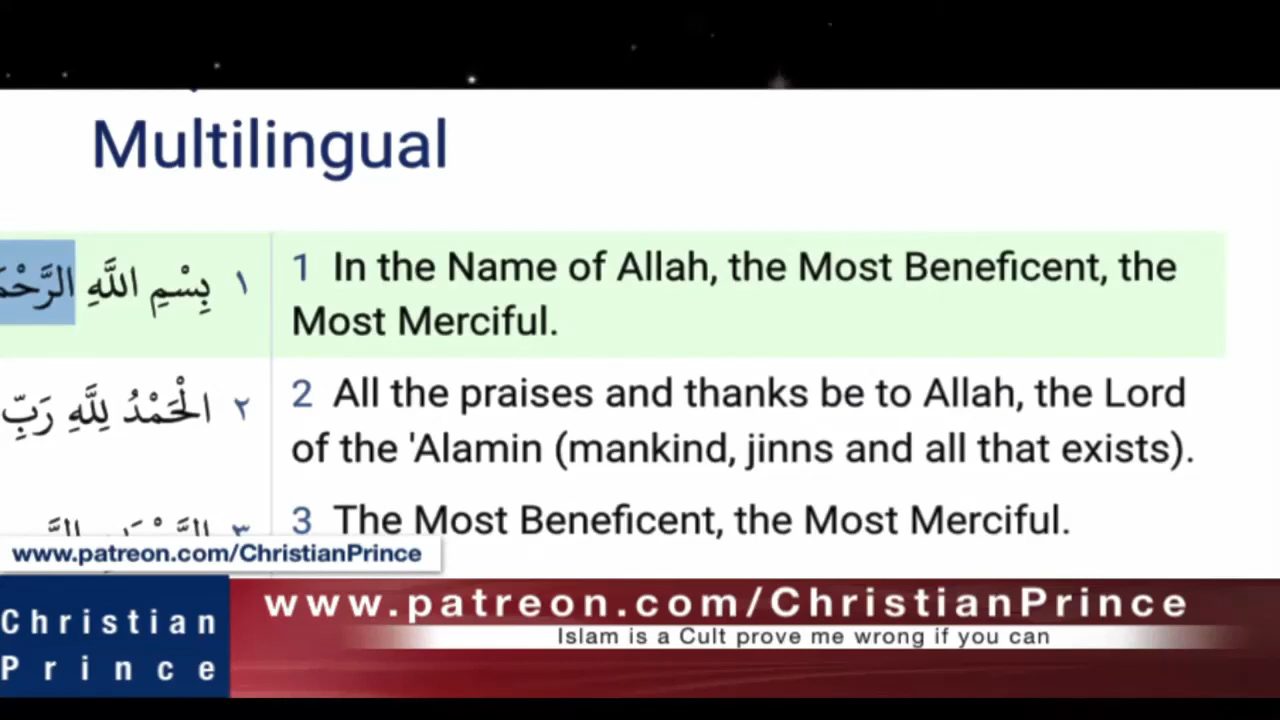 Multilingual
١ بِسْمِ اللَّهِ
1 In the Name of Allah, the Most Beneficent, the
Most Merciful.
٢ الْحَمْدُ لِلَّهِ رَبِّ
2 All the praises and thanks be to Allah, the Lord
of the 'Alamin (mankind, jinns and all that exists).
٣
3 The Most Beneficent, the Most Merciful.
www.patreon.com/ChristianPrince
Christian
Prince
www.patreon.com/ChristianPrince
Islam is a Cult prove me wrong if you can